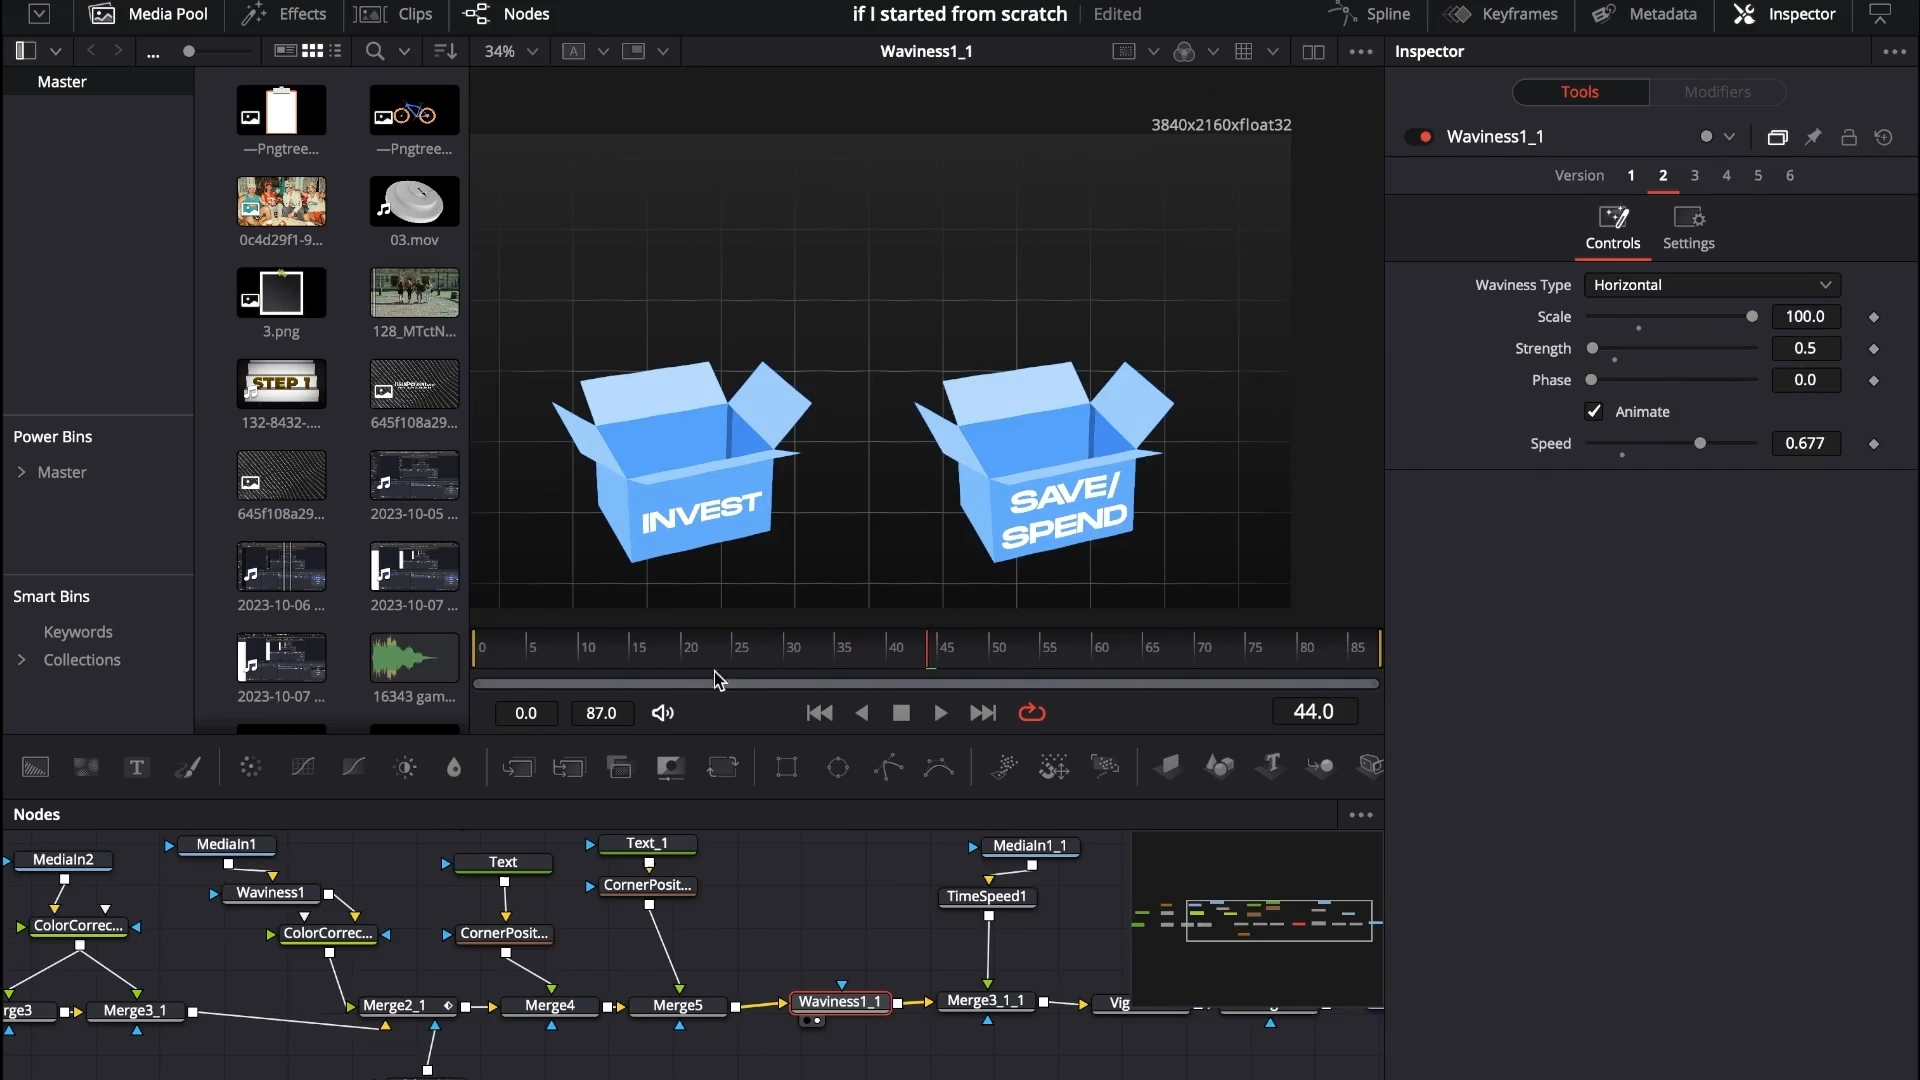 Media Pool
Effects
Clips
Nodes
if I started from scratch
Edited
Spline
Keyframes
Metadata
Inspector
...
34%
A
Waviness1_1
Inspector
Master
—Pngtree...
—Pngtree...
0c4d29f1-9...
03.mov
3.png
128_MTctN...
STEP 1
132-8432-....
645f108a29...
645f108a29...
2023-10-05 ...
2023-10-06 ...
2023-10-07 ...
2023-10-07 ...
16343 gam...
Power Bins
Master
Smart Bins
Keywords
Collections
3840x2160xfloat32
INVEST
SAVE/
SPEND
0 5 10 15 20 25 30 35 40 45 50 55 60 65 70 75 80 85
0.0
87.0
44.0
Tools
Modifiers
Waviness1_1
Version 1 2 3 4 5 6
Controls
Settings
Waviness Type Horizontal
Scale 100.0
Strength 0.5
Phase 0.0
Animate
Speed 0.677
T
T
Nodes
MediaIn2
MediaIn1
Text
Text_1
MediaIn1_1
Waviness1
CornerPosit...
TimeSpeed1
ColorCorrec...
ColorCorrec...
CornerPosit...
rge3
Merge3_1
Merge2_1
Merge4
Merge5
Waviness1_1
Merge3_1_1
Vig